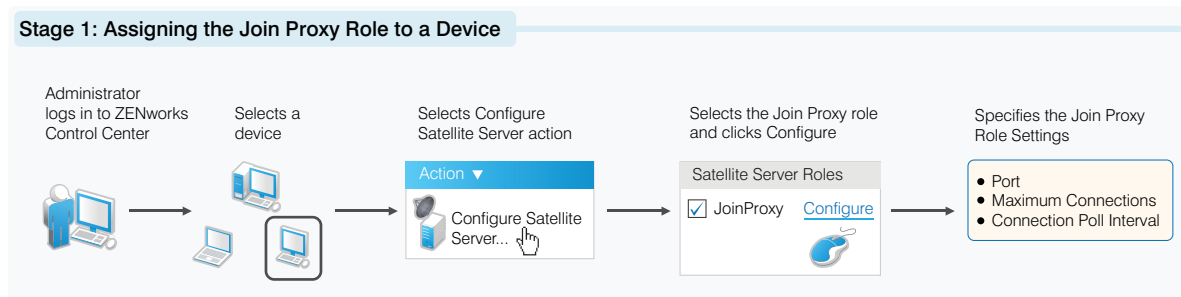 Stage 1: Assigning the Join Proxy Role to a Device
Administrator
logs in to ZENworks
Control Center
Selects a
device
Selects Configure
Satellite Server action
Action ▼
Configure Satellite
Server...
Selects the Join Proxy role
and clicks Configure
Satellite Server Roles
JoinProxy Configure
Specifies the Join Proxy
Role Settings
• Port
• Maximum Connections
• Connection Poll Interval